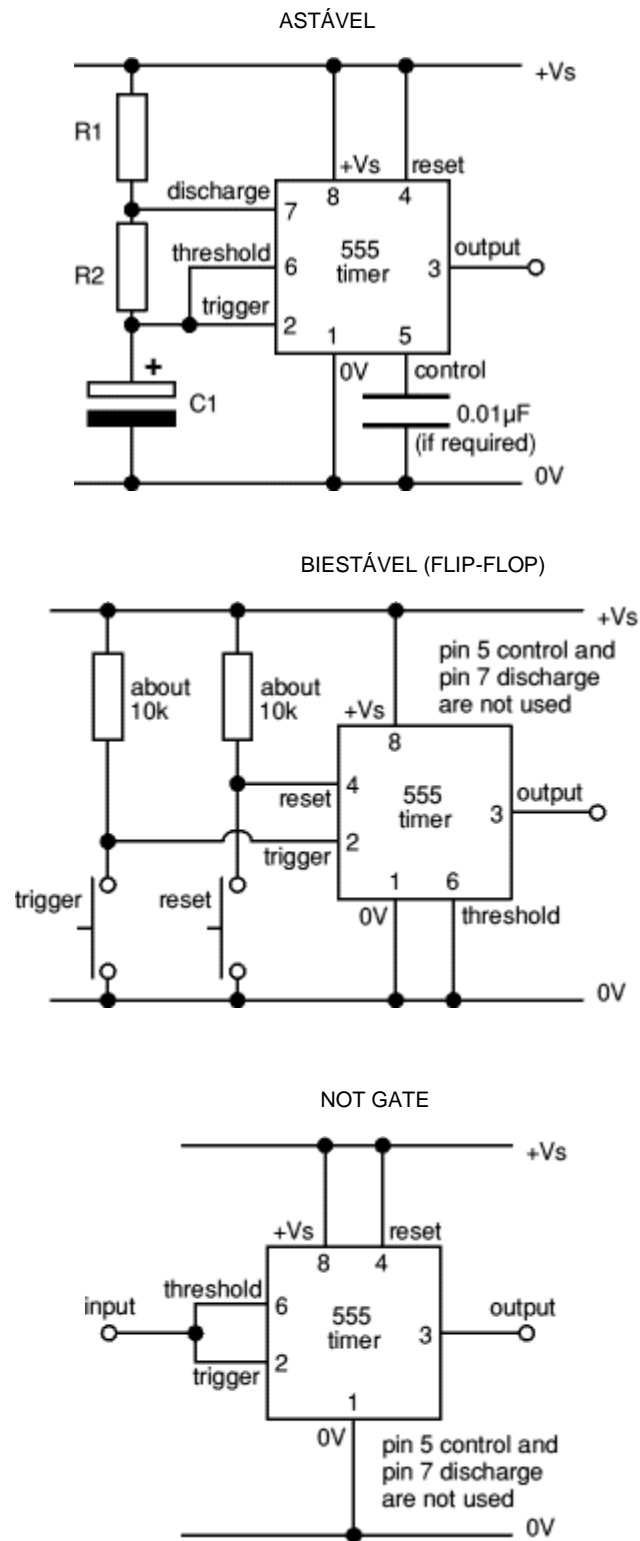 ASTÁVEL
+Vs
R1
+Vs
reset
discharge
7
8
4
threshold
6
555
timer
3
output
R2
trigger
2
1
5
0V
control
+
C1
0.01µF
(if required)
0V
BIESTÁVEL (FLIP-FLOP)
+Vs
about
10k
about
10k
pin 5 control and
pin 7 discharge
are not used
+Vs
8
reset
4
555
timer
3
output
trigger
2
1
6
0V
threshold
trigger
reset
0V
NOT GATE
+Vs
+Vs
reset
8
4
threshold
6
input
555
timer
3
output
2
trigger
1
0V
pin 5 control and
pin 7 discharge
are not used
0V